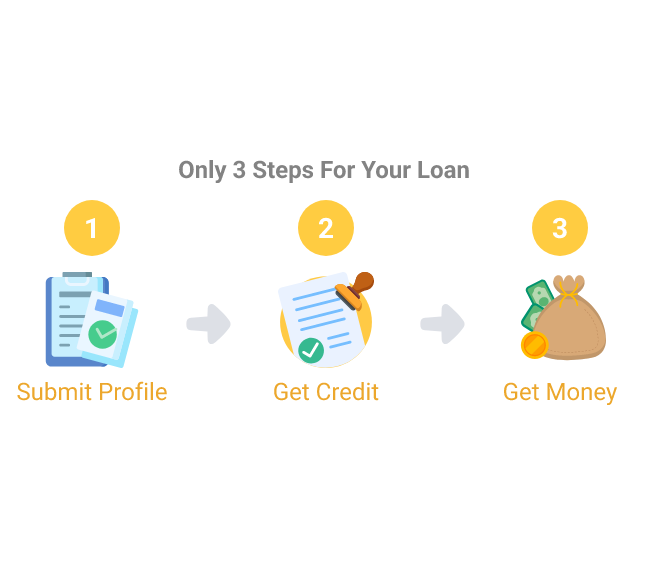 Only 3 Steps For Your Loan
1
2
3
Submit Profile
Get Credit
Get Money